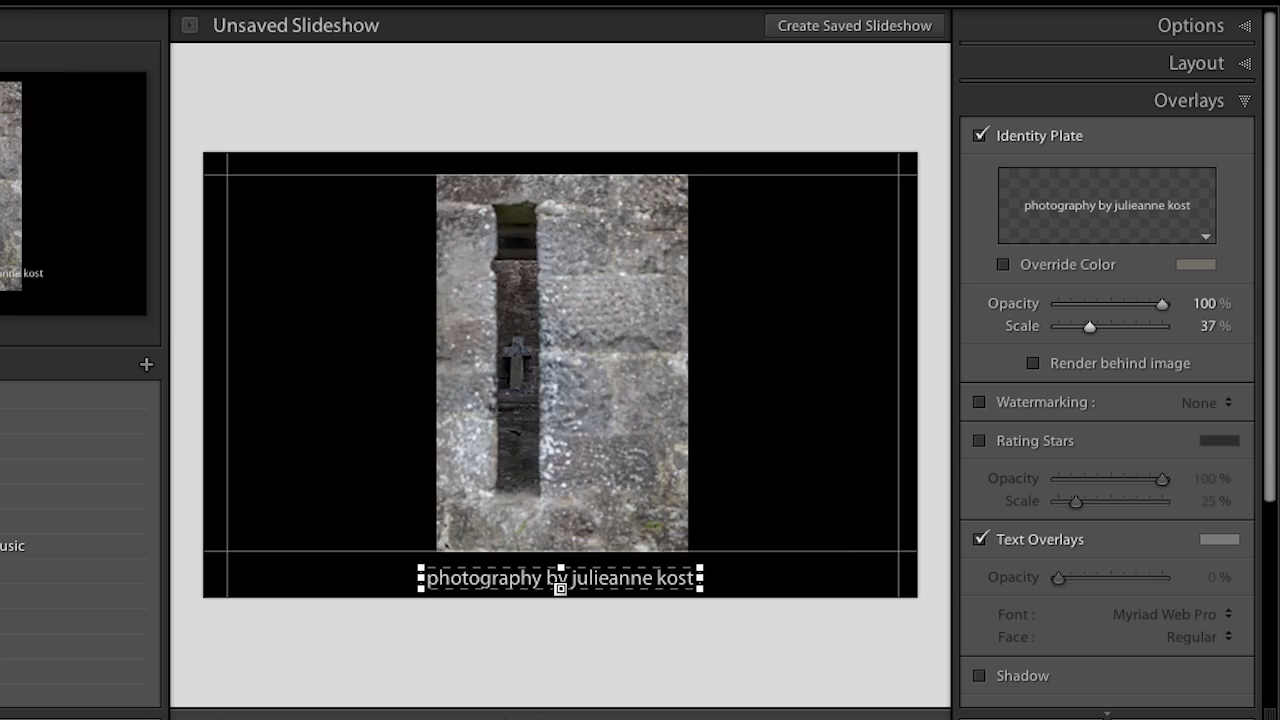 Unsaved Slideshow
Create Saved Slideshow
Options
Layout
Overlays
Identity Plate
photography by julieanne kost
Override Color
Opacity 100 %
Scale 37 %
Render behind image
Watermarking : None
Rating Stars
Opacity 100 %
Scale 25 %
Text Overlays
Opacity 0 %
Font : Myriad Web Pro
Face : Regular
Shadow
photography by julieanne kost
anne kost
usic